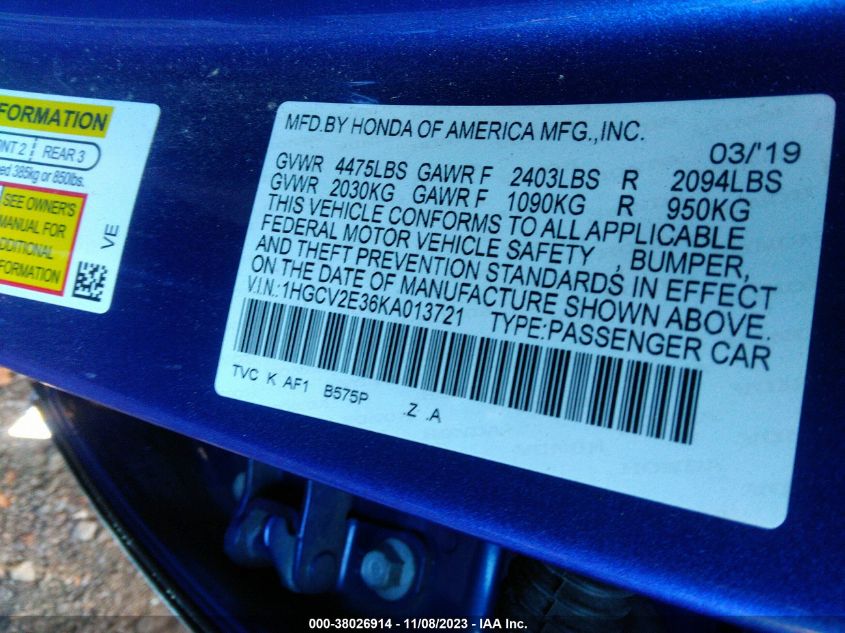 FORMATION
ONT 2 | REAR 3
ed 385kg or 850lbs.
SEE OWNER'S
MANUAL FOR
DDITIONAL
FORMATION
VE
MFD.BY HONDA OF AMERICA MFG.,INC.
03/'19
GVWR 4475LBS GAWR F 2403LBS R 2094LBS
GVWR 2030KG GAWR F 1090KG R 950KG
THIS VEHICLE CONFORMS TO ALL APPLICABLE
FEDERAL MOTOR VEHICLE SAFETY , BUMPER,
AND THEFT PREVENTION STANDARDS IN EFFECT
ON THE DATE OF MANUFACTURE SHOWN ABOVE.
V.I.N.:1HGCV2E36KA013721 TYPE:PASSENGER CAR
TVC K AF1 B575P .Z .A
000-38026914 - 11/08/2023 - IAA Inc.